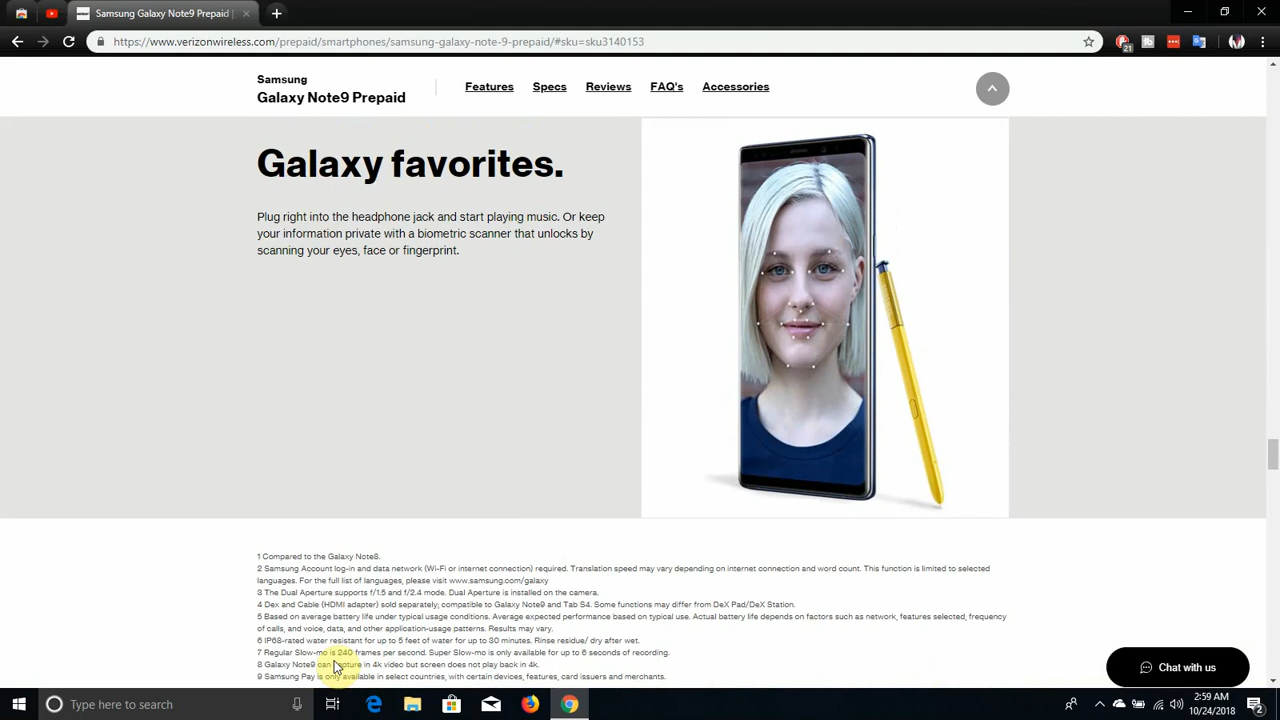 Samsung Galaxy Note9 Prepaid |
https://www.verizonwireless.com/prepaid/smartphones/samsung-galaxy-note-9-prepaid/#sku=sku3140153
21
Samsung
Galaxy Note9 Prepaid
Features Specs Reviews FAQ's Accessories
Galaxy favorites.
Plug right into the headphone jack and start playing music. Or keep
your information private with a biometric scanner that unlocks by
scanning your eyes, face or fingerprint.
1 Compared to the Galaxy Note8.
2 Samsung Account log-in and data network (Wi-Fi or internet connection) required. Translation speed may vary depending on internet connection and word count. This function is limited to selected
languages. For the full list of languages, please visit www.samsung.com/galaxy
3 The Dual Aperture supports f/1.5 and f/2.4 mode. Dual Aperture is installed on the camera.
4 Dex and Cable (HDMI adapter) sold separately; compatible to Galaxy Note9 and Tab S4. Some functions may differ from DeX Pad/DeX Station.
5 Based on average battery life under typical usage conditions. Average expected performance based on typical use. Actual battery life depends on factors such as network, features selected, frequency
of calls, and voice, data, and other application-usage patterns. Results may vary.
6 IP68-rated water resistant for up to 5 feet of water for up to 30 minutes. Rinse residue/ dry after wet.
7 Regular Slow-mo is 240 frames per second. Super Slow-mo is only available for up to 6 seconds of recording.
8 Galaxy Note9 can capture in 4k video but screen does not play back in 4k.
9 Samsung Pay is only available in select countries, with certain devices, features, card issuers and merchants.
Chat with us
Type here to search
2:59 AM
10/24/2018
2